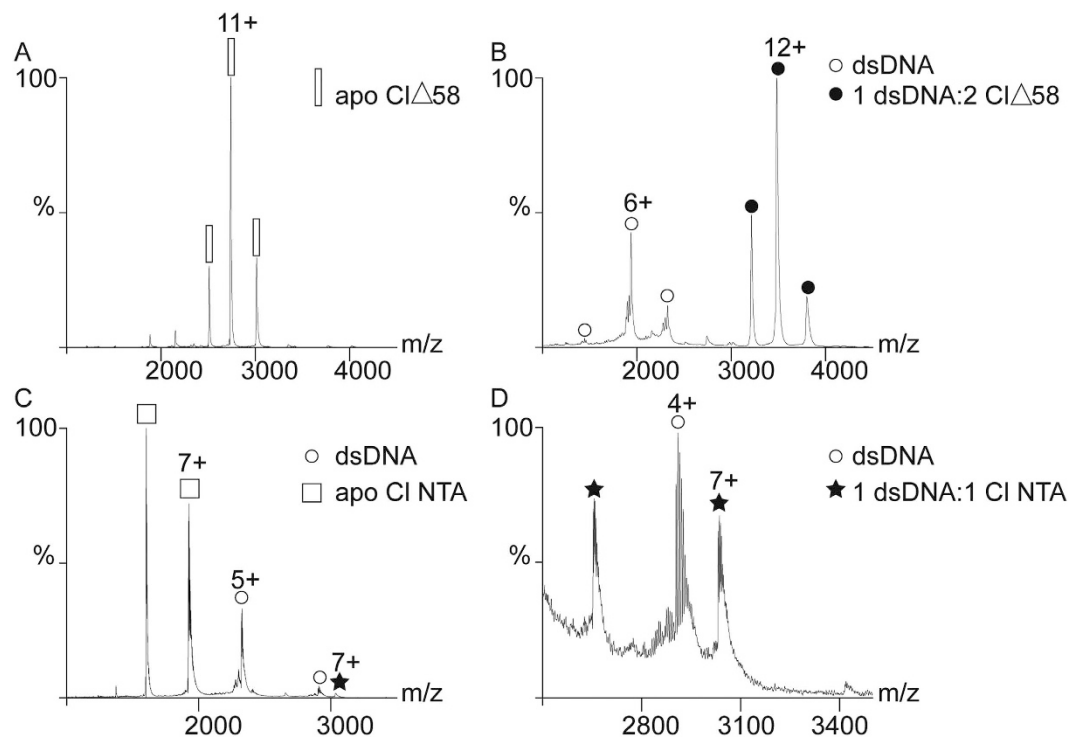 A
11+
100
apo CI△58
%
2000 3000 4000 m/z
B
12+
dsDNA
1 dsDNA:2 CI△58
100
6+
%
2000 3000 4000 m/z
C
100
dsDNA
apo CI NTA
7+
5+
7+
%
2000 3000 m/z
D
4+
100
dsDNA
1 dsDNA:1 CI NTA
7+
%
2800 3100 3400 m/z